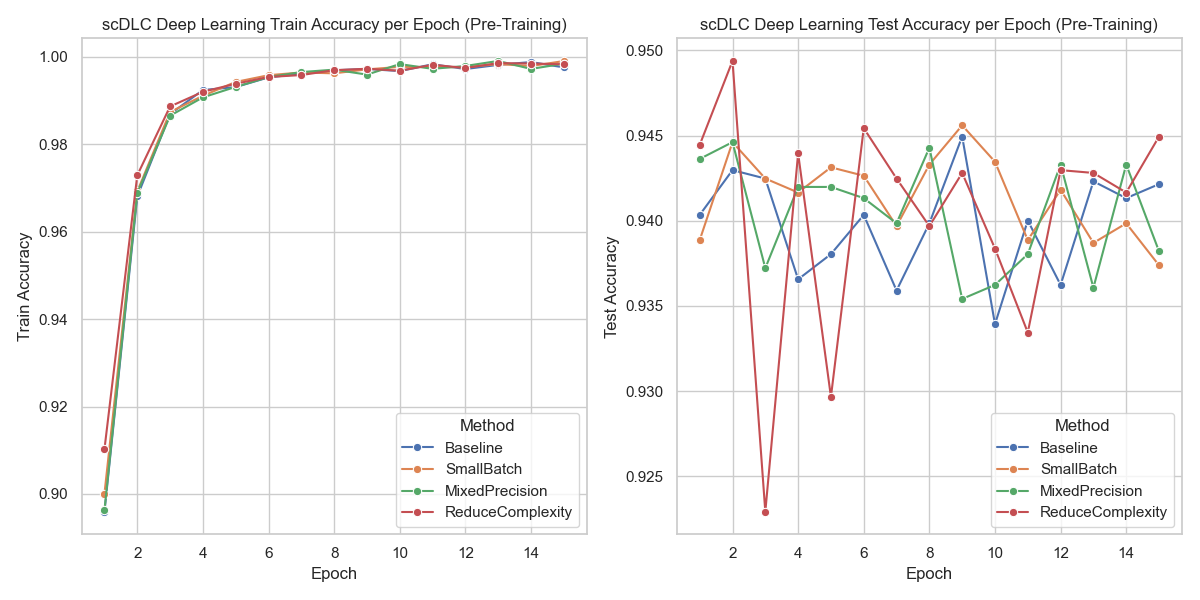 scDLC Deep Learning Train Accuracy per Epoch (Pre-Training)
1.00
0.98
0.96
0.94
0.92
0.90
Train Accuracy
2 4 6 8 10 12 14
Epoch
Method
Baseline
SmallBatch
MixedPrecision
ReduceComplexity
scDLC Deep Learning Test Accuracy per Epoch (Pre-Training)
0.950
0.945
0.940
0.935
0.930
0.925
Test Accuracy
2 4 6 8 10 12 14
Epoch
Method
Baseline
SmallBatch
MixedPrecision
ReduceComplexity